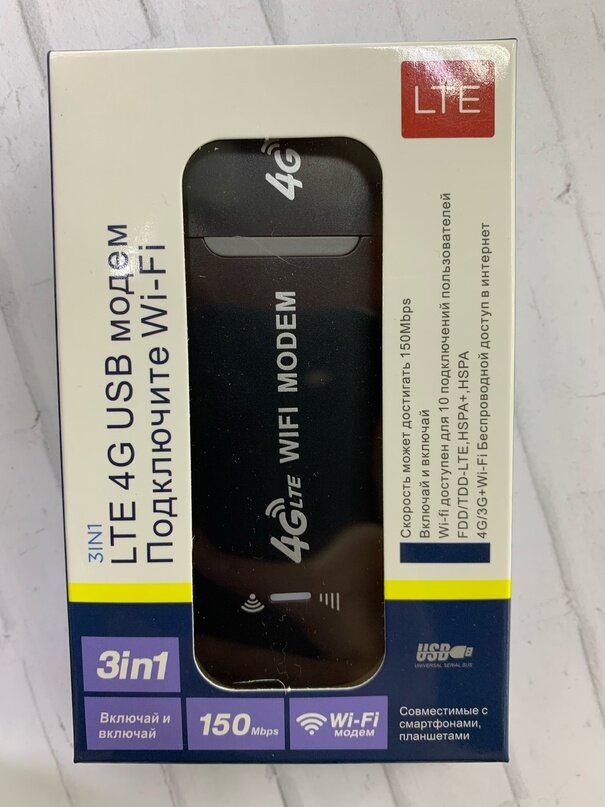 LTE
4G
3IN1
LTE 4G USB модем
Подключите Wi-Fi
4G LTE WIFI MODEM
Скорость может достигать 150Mbps
Включай и включай
Wi-fi доступен для 10 подключений пользователей
FDD/TDD-LTE,HSPA+,HSPA
4G/3G+Wi-Fi Беспроводной доступ в интернет
USB
UNIVERSAL SERIAL BUS
3in1
Включай и
включай
150 Mbps
Wi-Fi
модем
Совместимые с
смартфонами,
планшетами